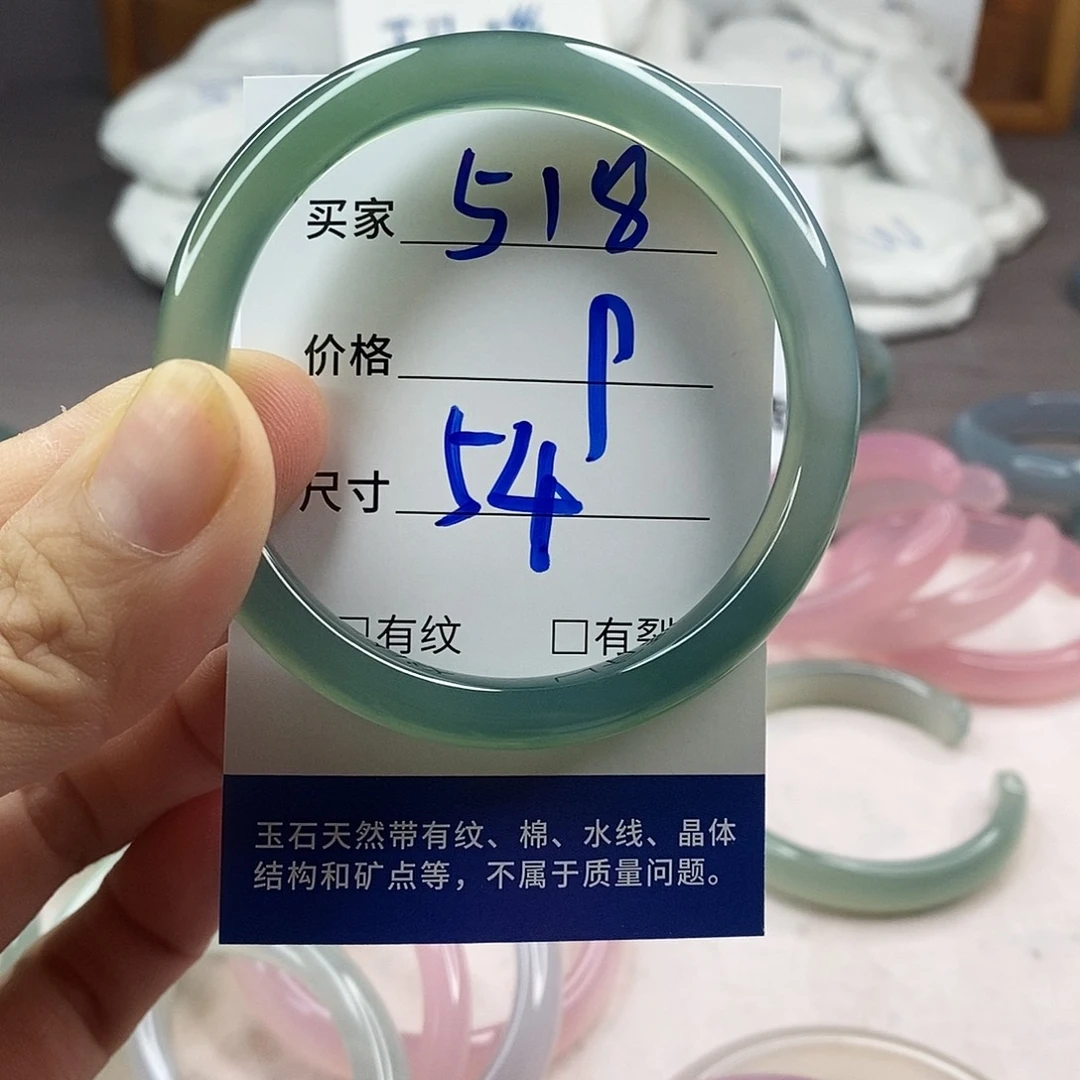 买家 518
价格 P
尺寸 54
□有纹 □有裂
玉石天然带有纹、棉、水线、晶体
结构和矿点等，不属于质量问题。